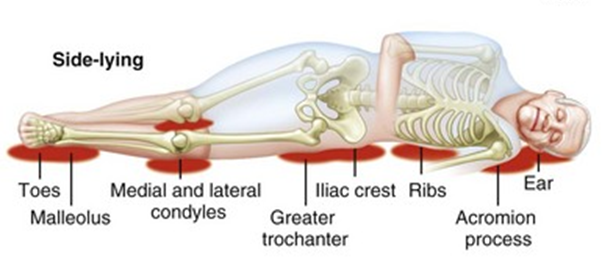 Side-lying
Toes
Malleolus
Medial and lateral
condyles
Greater
trochanter
Iliac crest
Ribs
Acromion
process
Ear